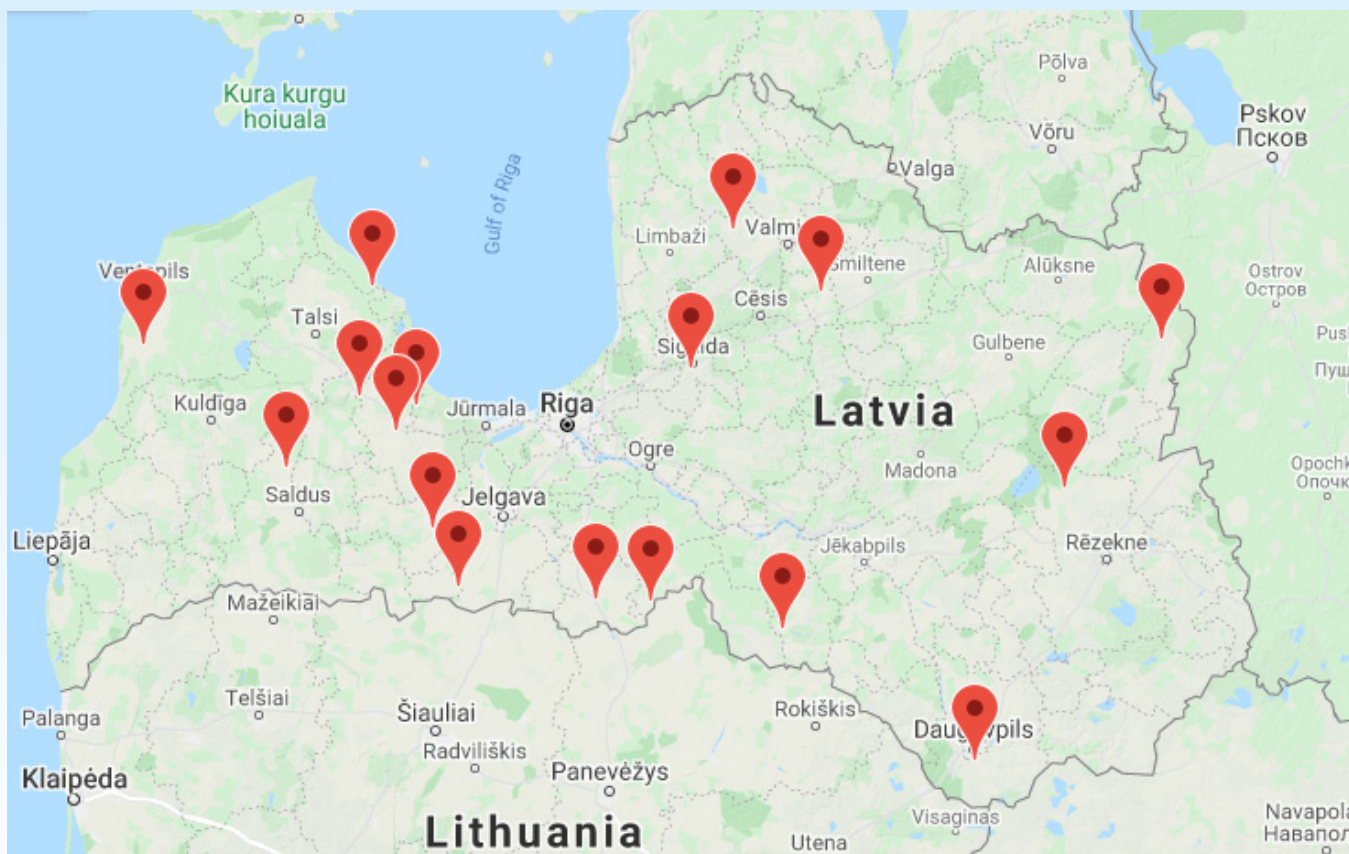 Kura kurgu
hoiuala
Gulf of Riga
Põlva
Võru
Pskov
Псков
Valga
Limbaži
Ostrov
Остров
Alūksne
Cēsis
Talsi
Gulbene
Kuldīga
Jūrmala
Riga
Latvia
Ogre
Madona
Saldus
Jelgava
Liepāja
Jēkabpils
Rēzekne
Mažeikiai
Telšiai
Šiauliai
Rokiškis
Palanga
Radviliškis
Panevėžys
Klaipėda
Visaginas
Lithuania
Utena